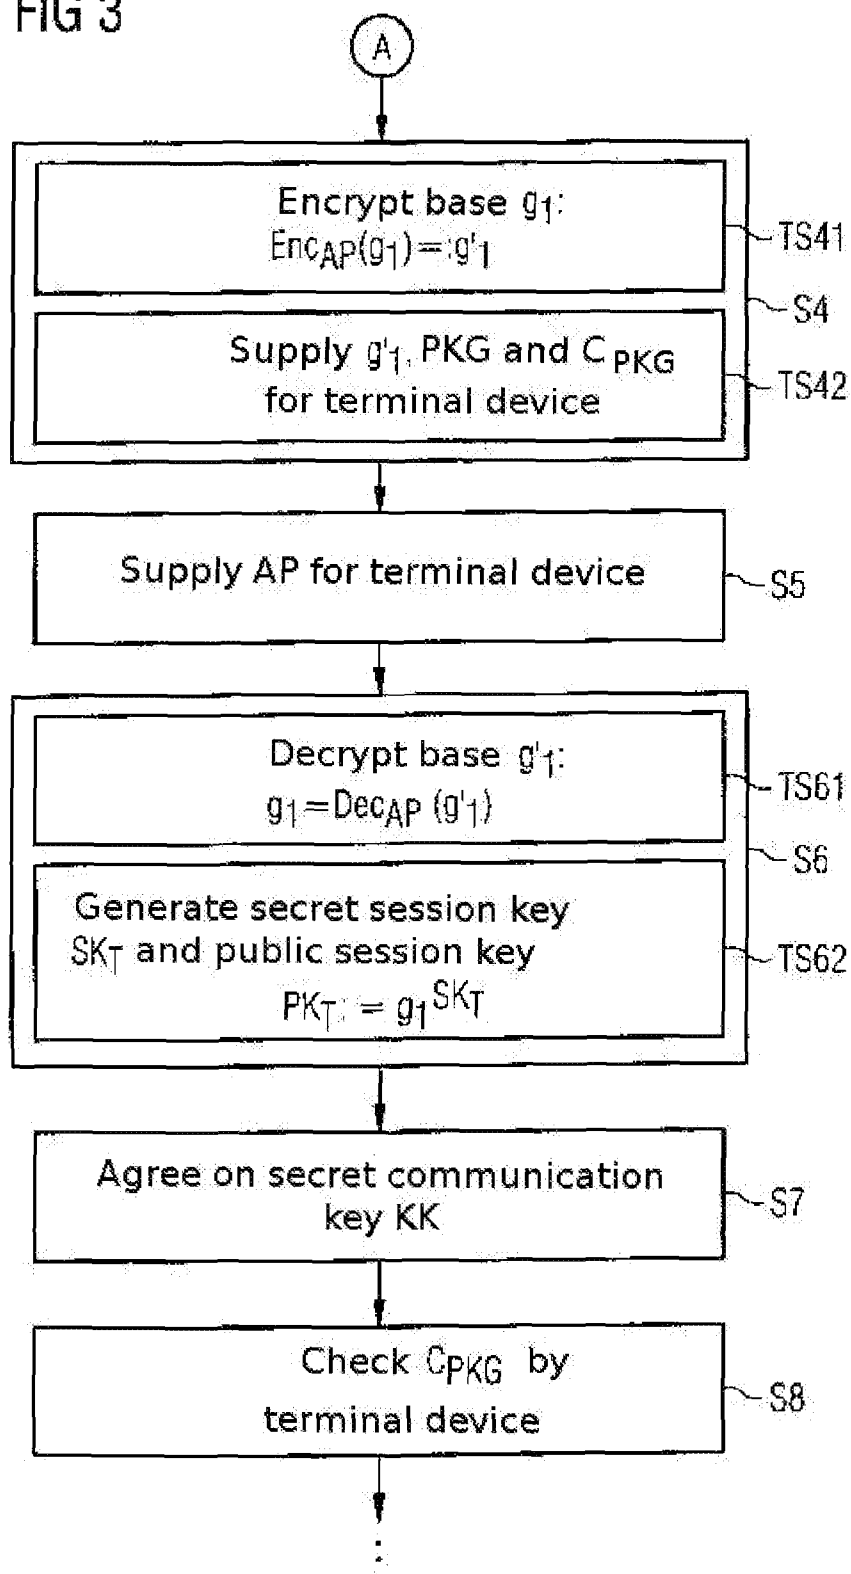 FIG 3
A
Encrypt base g1:
EncAP(g1)=:g'1
TS41
S4
Supply g'1, PKG and CPKG
for terminal device
TS42
Supply AP for terminal device
S5
Decrypt base g'1:
g1=DecAP (g'1)
TS61
S6
Generate secret session key
SKT and public session key
PKT: = g1SKT
TS62
Agree on secret communication
key KK
S7
Check CPKG by
terminal device
S8